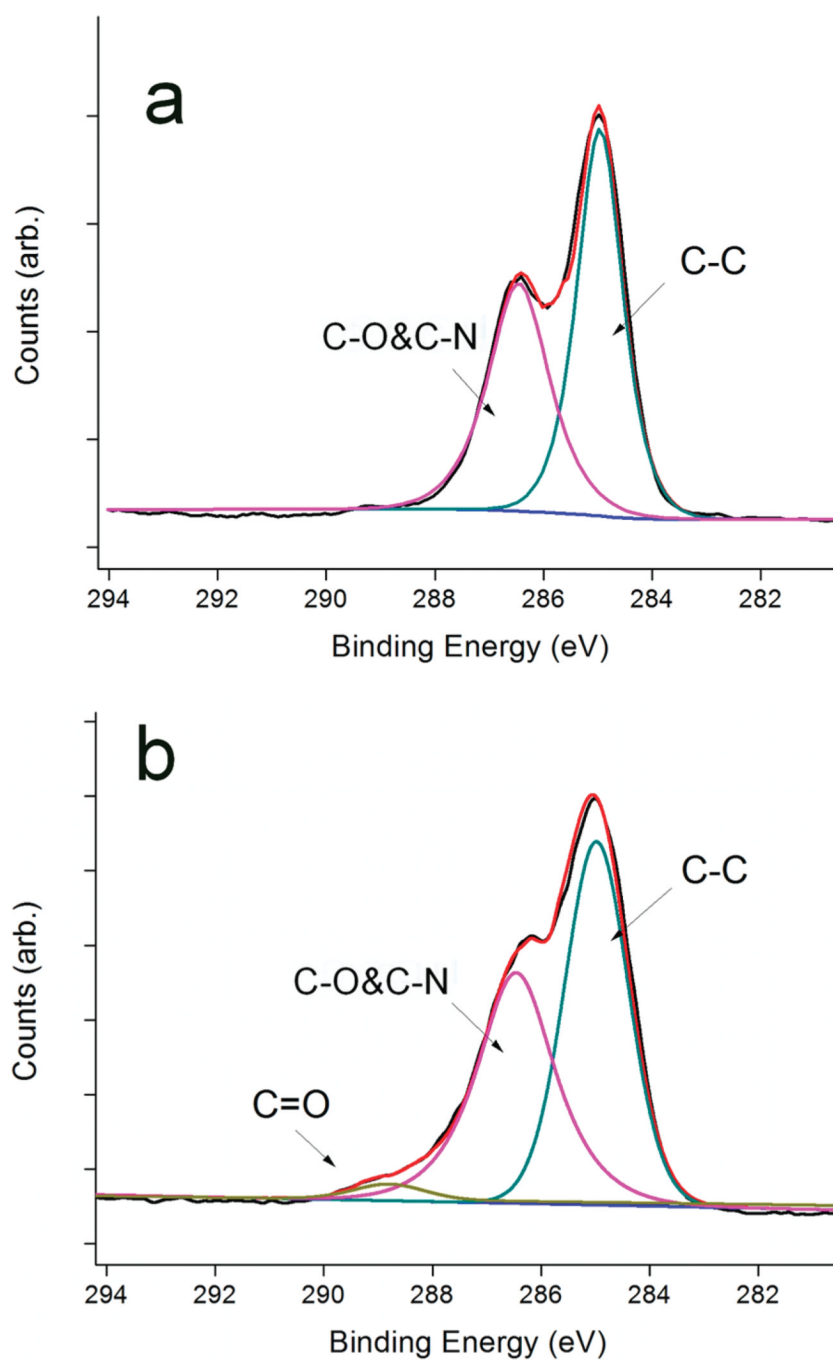 a
C-C
C-O&C-N
Counts (arb.)
294 292 290 288 286 284 282
Binding Energy (eV)
b
C-C
C-O&C-N
C=O
Counts (arb.)
294 292 290 288 286 284 282
Binding Energy (eV)